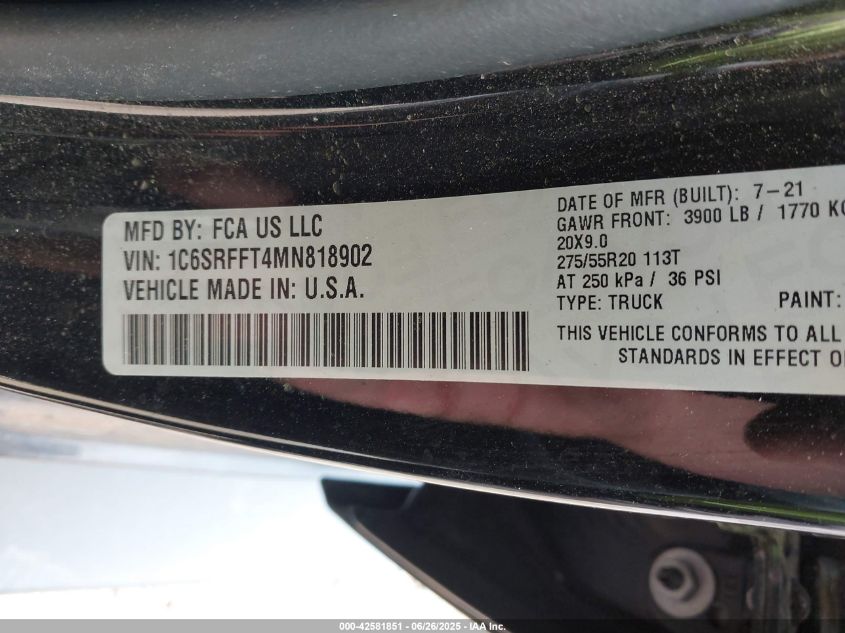 MFD BY: FCA US LLC
VIN: 1C6SRFFT4MN818902
VEHICLE MADE IN: U.S.A.
DATE OF MFR (BUILT): 7-21
GAWR FRONT: 3900 LB / 1770 KG
20X9.0
275/55R20 113T
AT 250 kPa / 36 PSI
TYPE: TRUCK PAINT:
THIS VEHICLE CONFORMS TO ALL
STANDARDS IN EFFECT
000-42581851 - 06/26/2025 - IAA Inc.